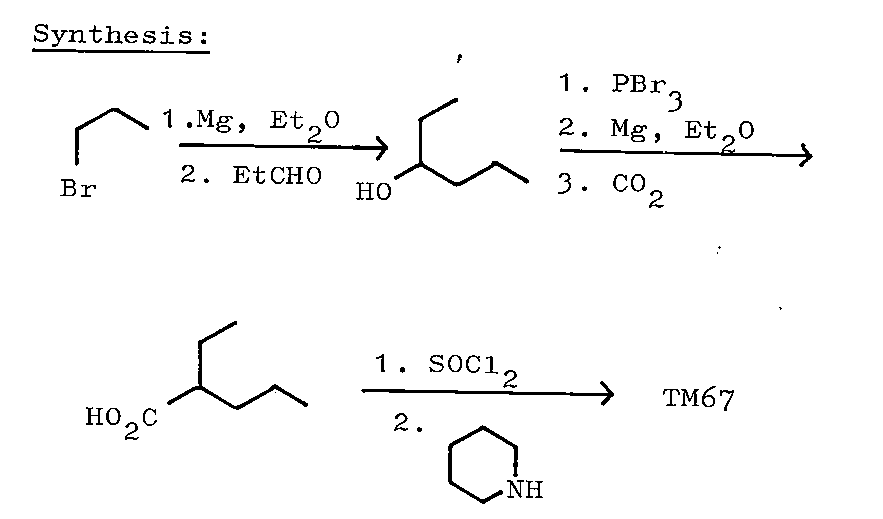 Synthesis:
1.Mg, Et₂O
2. EtCHO
Br
HO
1. PBr₃
2. Mg, Et₂O
3. CO₂
HO₂C
1. SOCl₂
2.
NH
TM67